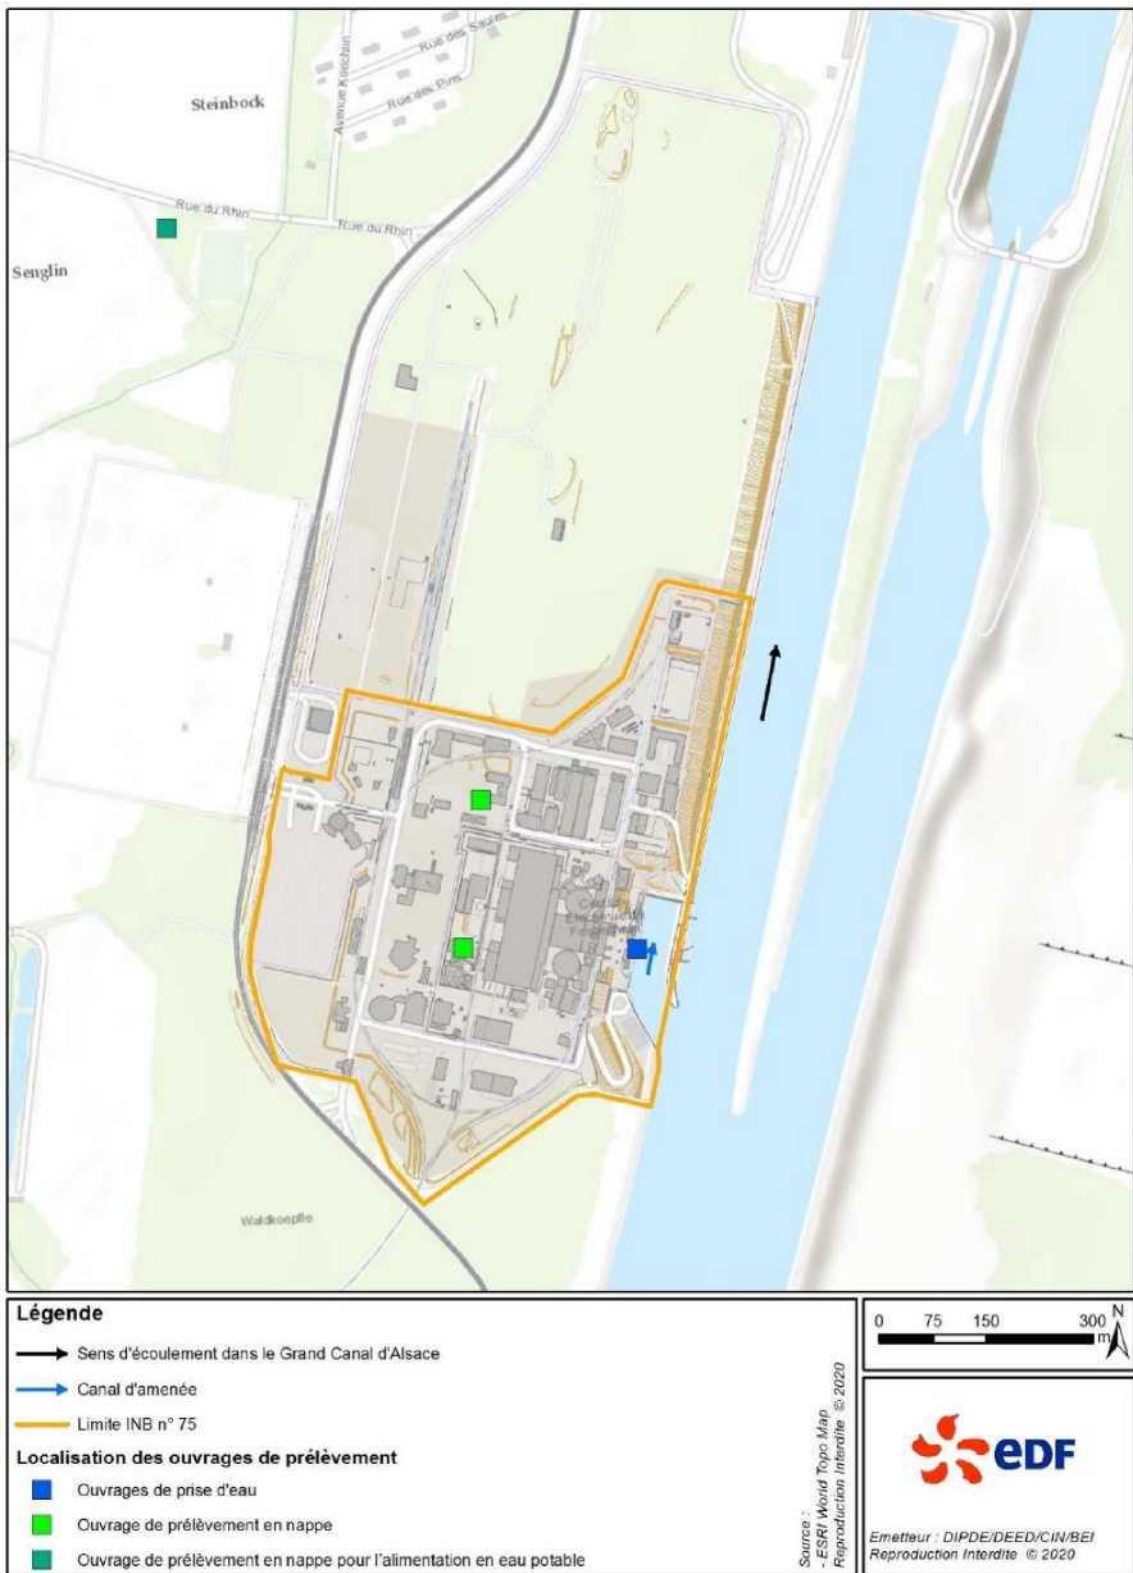 Rue des Saules
Steinbock
Avenue Koechlin
Rue des Pins
Rue du Rhin
Rue du Rhin
Senglin
Waldkoepfle
Légende
Sens d'écoulement dans le Grand Canal d'Alsace
Canal d'amenée
Limite INB n° 75
Localisation des ouvrages de prélèvement
Ouvrages de prise d'eau
Ouvrage de prélèvement en nappe
Ouvrage de prélèvement en nappe pour l'alimentation en eau potable
Source :
- ESRI World Topo Map
Reproduction Interdite © 2020
0 75 150 300
m
N
eDF
Emetteur : DIPDE/DEED/CIN/BEI
Reproduction Interdite © 2020